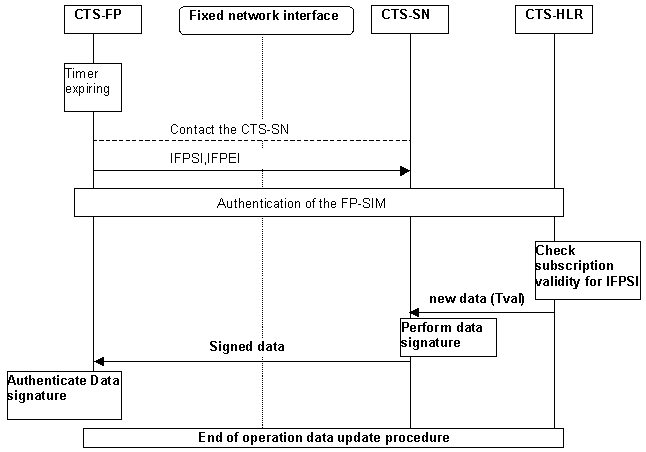 CTS-FP
Fixed network interface
CTS-SN
CTS-HLR
Timer
expiring
Contact the CTS-SN
IFPSI,IFPEI
Authentication of the FP-SIM
Check
subscription
validity for IFPSI
new data (Tval)
Perform data
signature
Signed data
Authenticate Data
signature
End of operation data update procedure